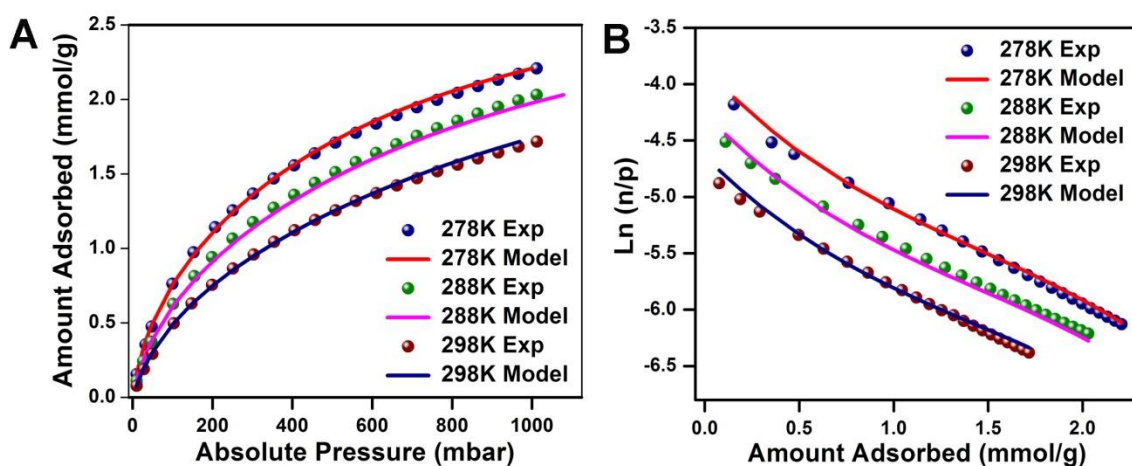 A
Amount Adsorbed (mmol/g)
2.5
2.0
1.5
1.0
0.5
0.0
278K Exp
278K Model
288K Exp
288K Model
298K Exp
298K Model
0 200 400 600 800 1000
Absolute Pressure (mbar)
B
Ln (n/p)
-3.5
-4.0
-4.5
-5.0
-5.5
-6.0
-6.5
278K Exp
278K Model
288K Exp
288K Model
298K Exp
298K Model
0.0 0.5 1.0 1.5 2.0
Amount Adsorbed (mmol/g)